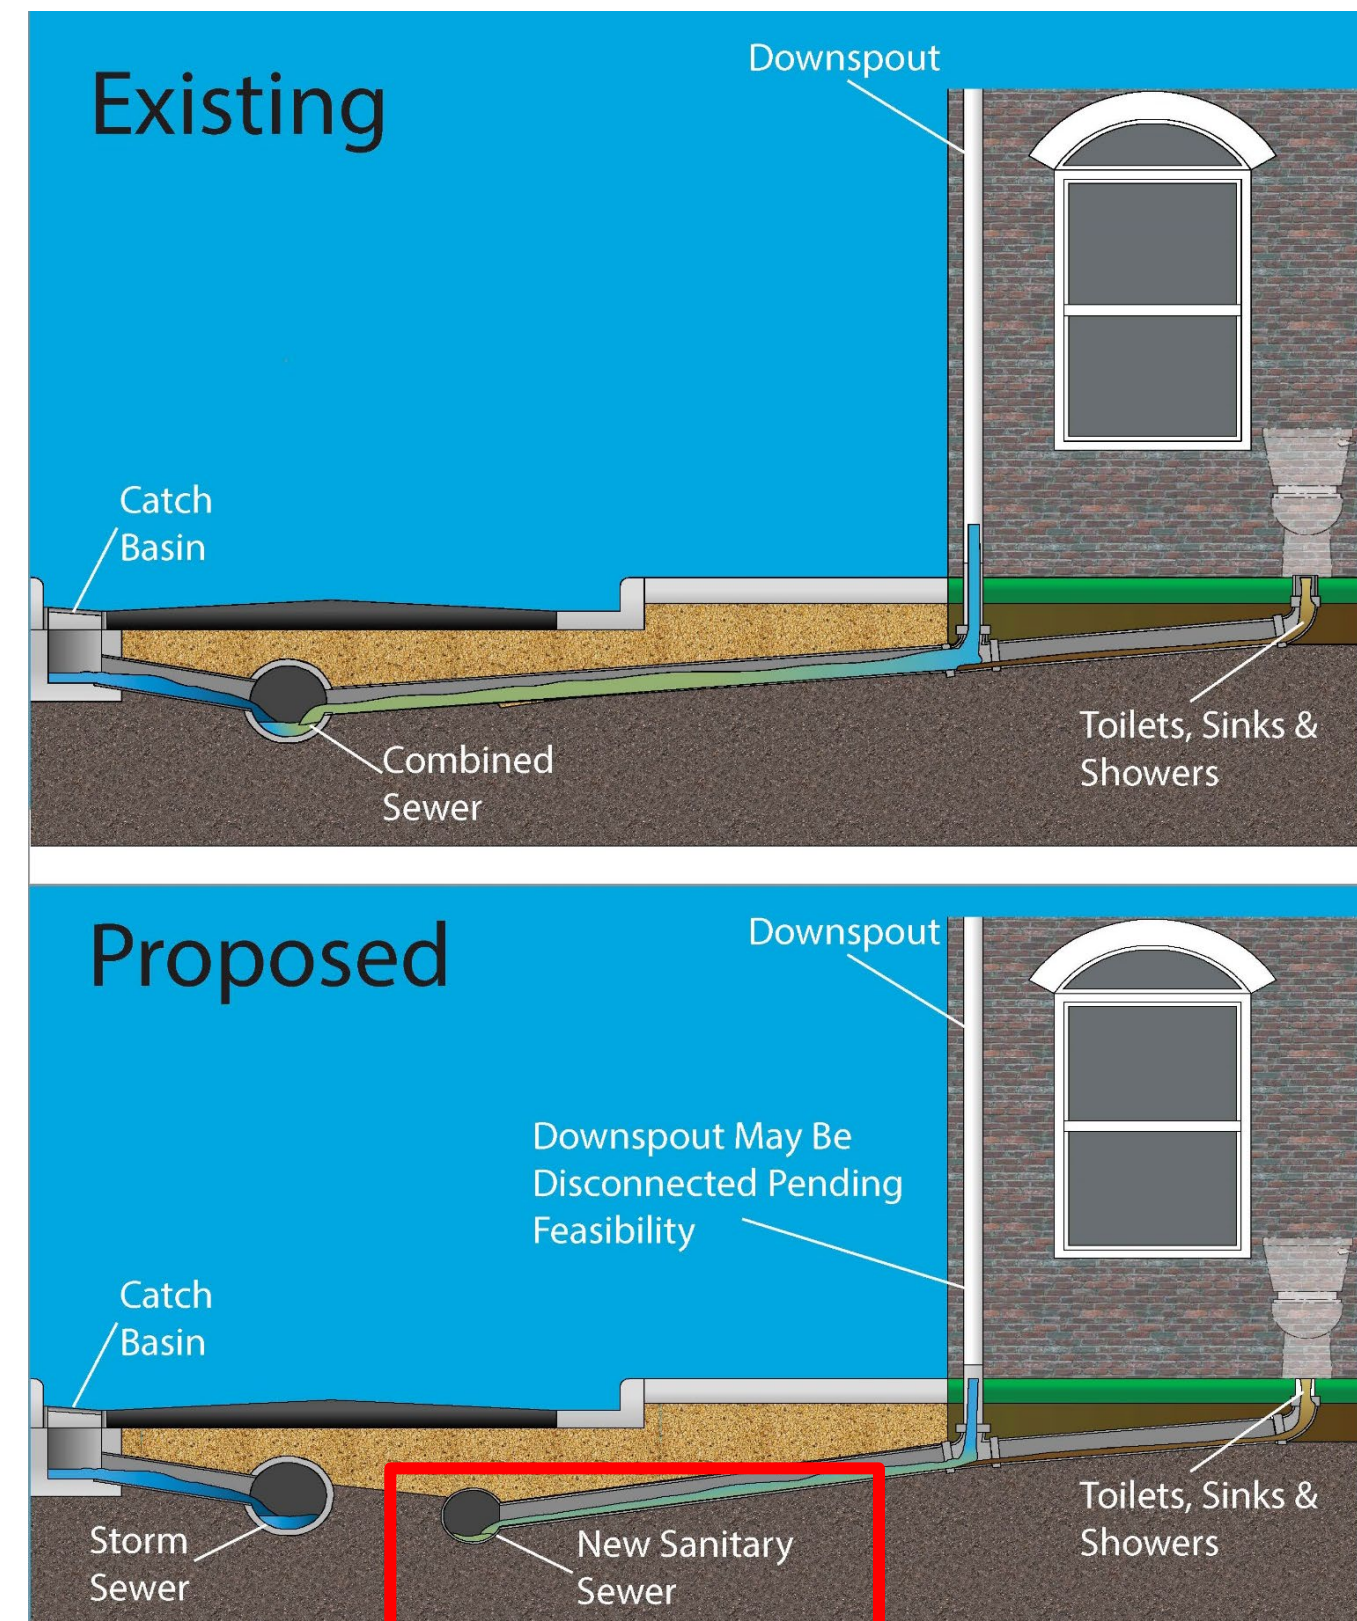 Existing
Downspout
Catch
Basin
Combined
Sewer
Toilets, Sinks &
Showers
Proposed
Downspout
Downspout May Be
Disconnected Pending
Feasibility
Catch
Basin
Storm
Sewer
New Sanitary
Sewer
Toilets, Sinks &
Showers